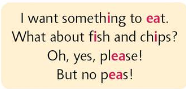 I want something to eat.
What about fish and chips?
Oh, yes, please!
But no peas!